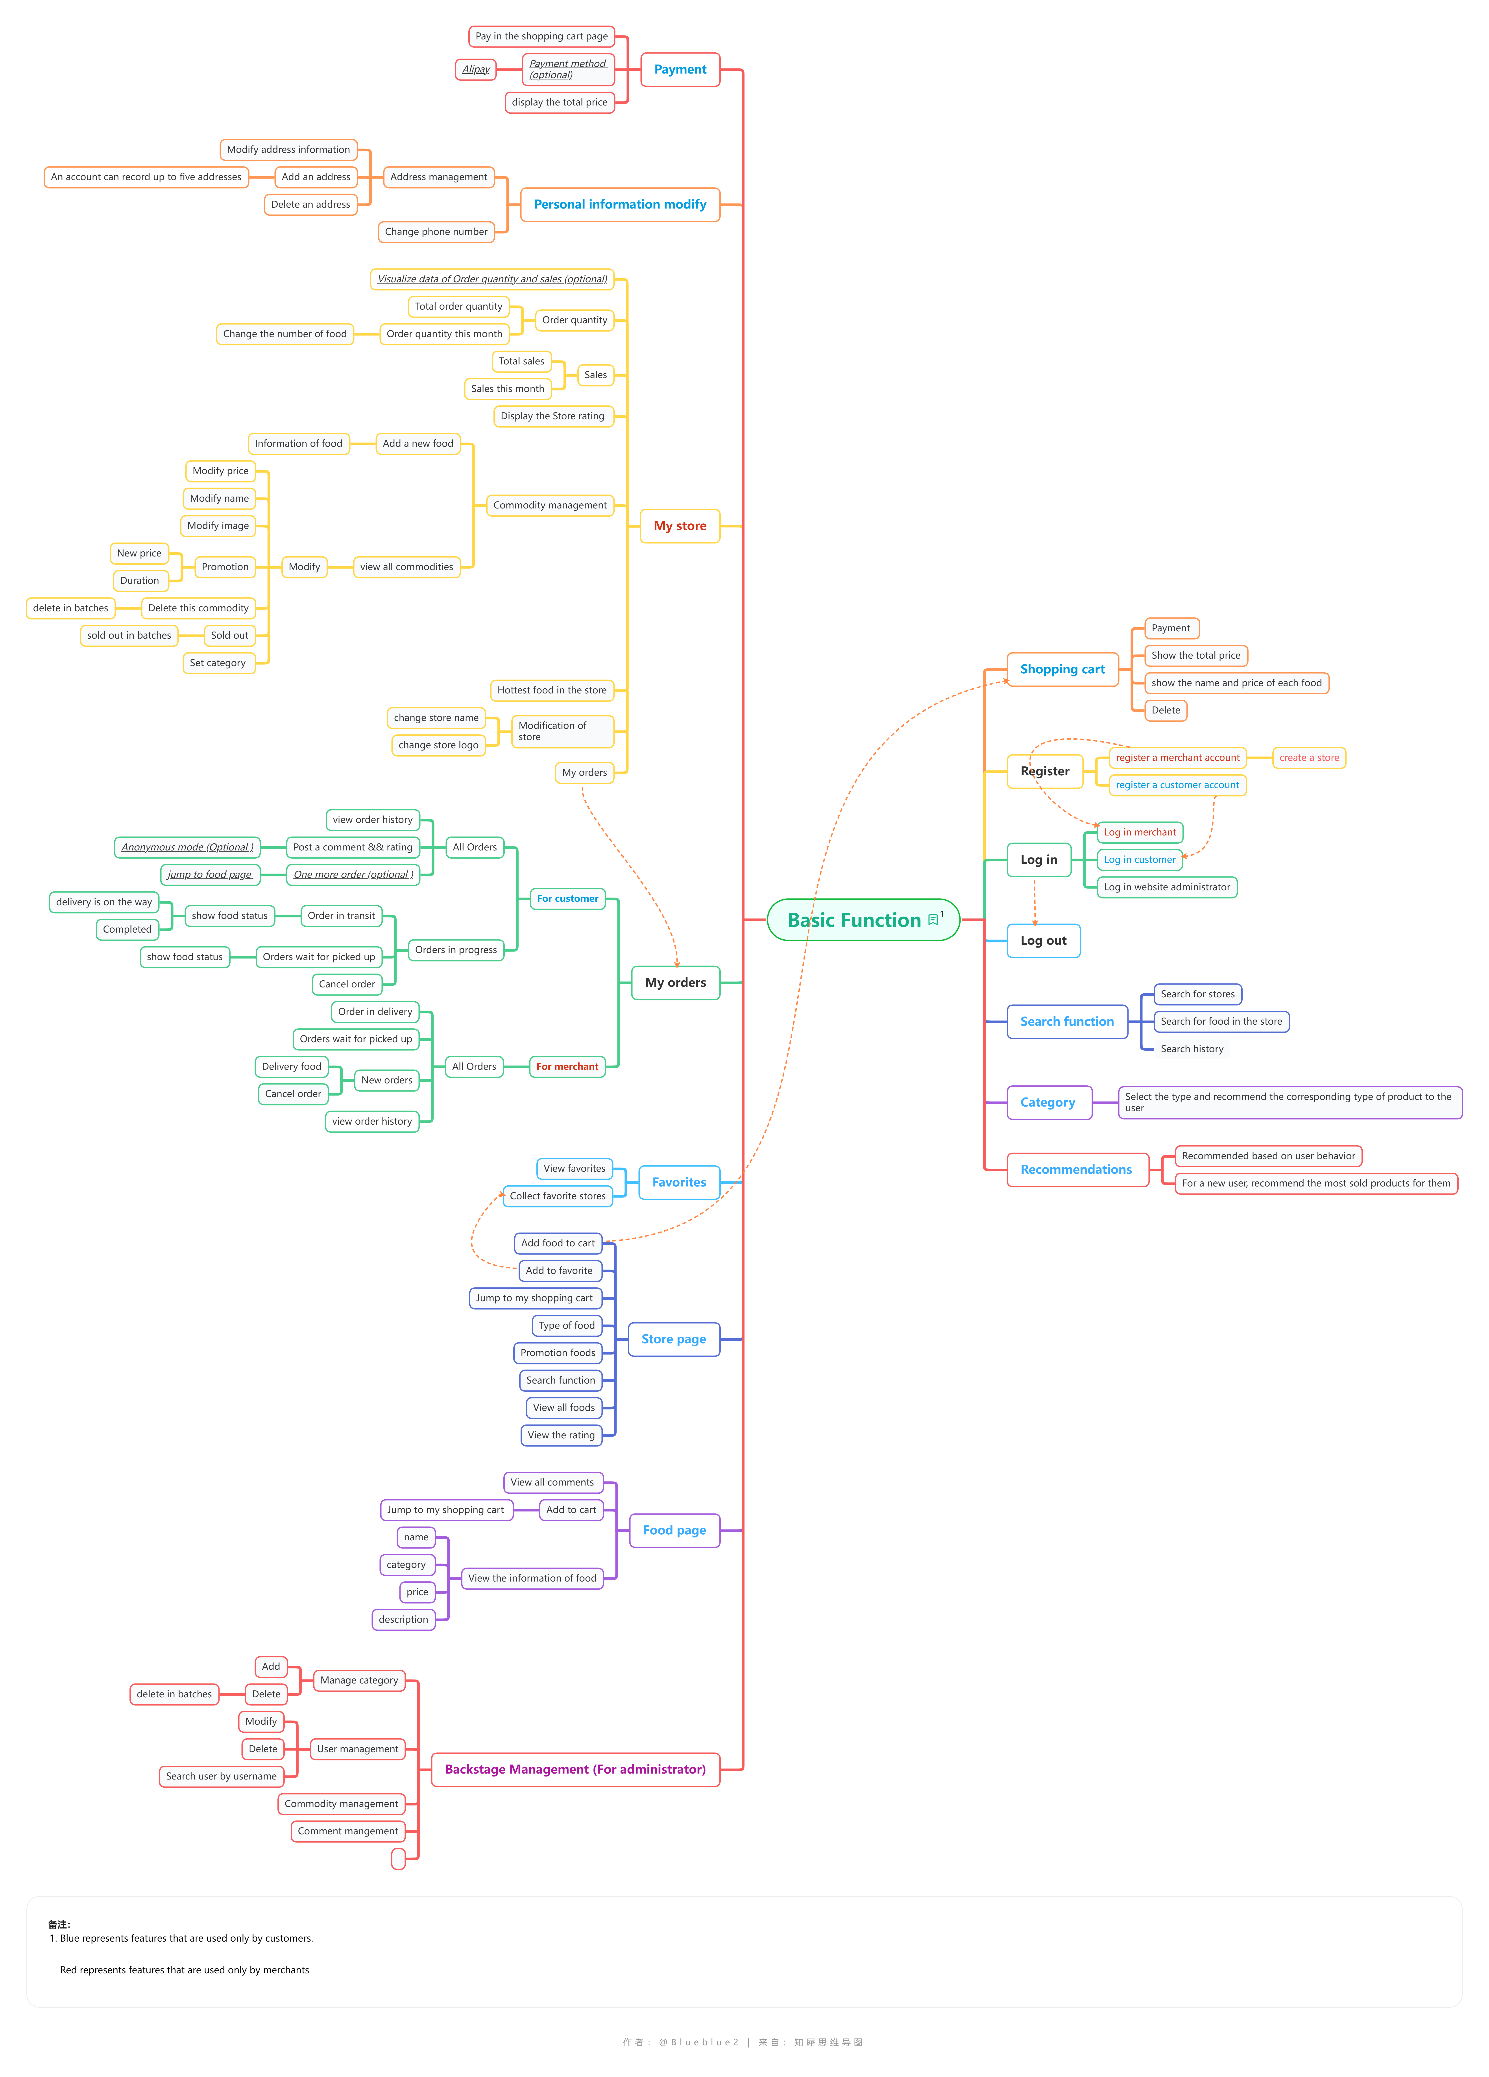 Pay in the shopping cart page
Alipay
Payment method
(optional)
display the total price
Payment
Modify address information
An account can record up to five addresses
Add an address
Delete an address
Address management
Change phone number
Personal information modify
Visualize data of Order quantity and sales (optional)
Total order quantity
Change the number of food
Order quantity this month
Order quantity
Total sales
Sales this month
Sales
Display the Store rating
Information of food
Add a new food
Modify price
Modify name
Modify image
New price
Duration
Promotion
delete in batches
Delete this commodity
sold out in batches
Sold out
Set category
Modify
view all commodities
Commodity management
Hottest food in the store
change store name
change store logo
Modification of
store
My orders
My store
view order history
Anonymous mode (Optional )
Post a comment && rating
jump to food page
One more order (optional )
All Orders
delivery is on the way
Completed
show food status
Order in transit
show food status
Orders wait for picked up
Cancel order
Orders in progress
For customer
Order in delivery
Orders wait for picked up
Delivery food
Cancel order
New orders
view order history
All Orders
For merchant
My orders
View favorites
Collect favorite stores
Favorites
Add food to cart
Add to favorite
Jump to my shopping cart
Type of food
Promotion foods
Search function
View all foods
View the rating
Store page
View all comments
Jump to my shopping cart
Add to cart
name
category
price
description
View the information of food
Food page
Add
delete in batches
Delete
Manage category
Modify
Delete
Search user by username
User management
Commodity management
Comment mangement
Backstage Management (For administrator)
Basic Function 1
Shopping cart
Payment
Show the total price
show the name and price of each food
Delete
Register
register a merchant account
create a store
register a customer account
Log in
Log in merchant
Log in customer
Log in website administrator
Log out
Search function
Search for stores
Search for food in the store
Search history
Category
Select the type and recommend the corresponding type of product to the
user
Recommendations
Recommended based on user behavior
For a new user, recommend the most sold products for them
备注：
1. Blue represents features that are used only by customers.
Red represents features that are used only by merchants
作者：@Blueblue2 | 来自：知犀思维导图